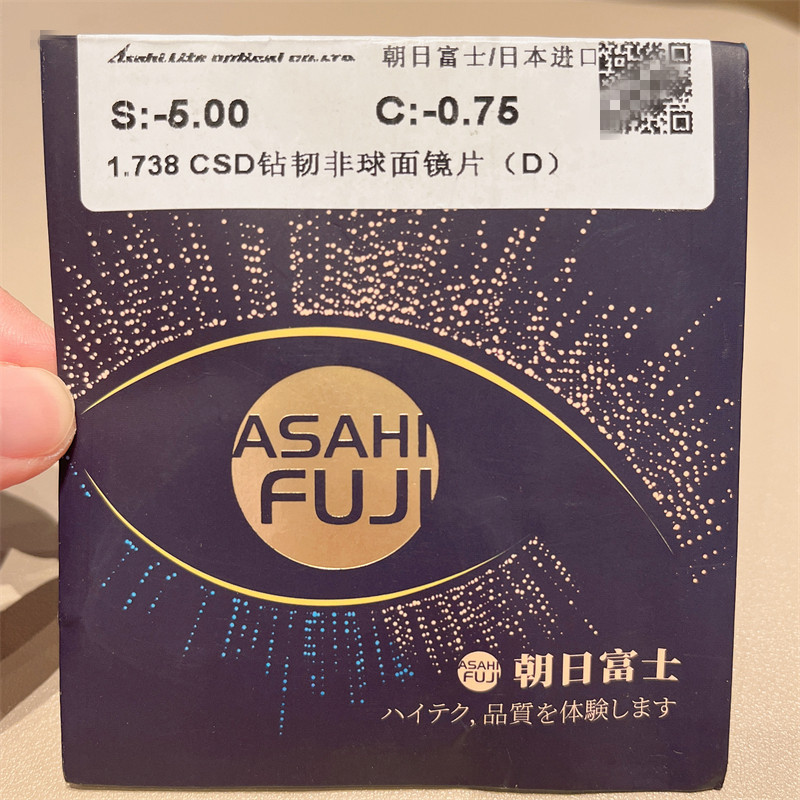 Asahi Lite optical co.,LTD.
朝日富士/日本进口
S:-5.00 C:-0.75
1.738 CSD钻韧非球面镜片（D）
ASAHI
FUJI
ASAHI
FUJI
朝日富士
ハイテク, 品質を体験します